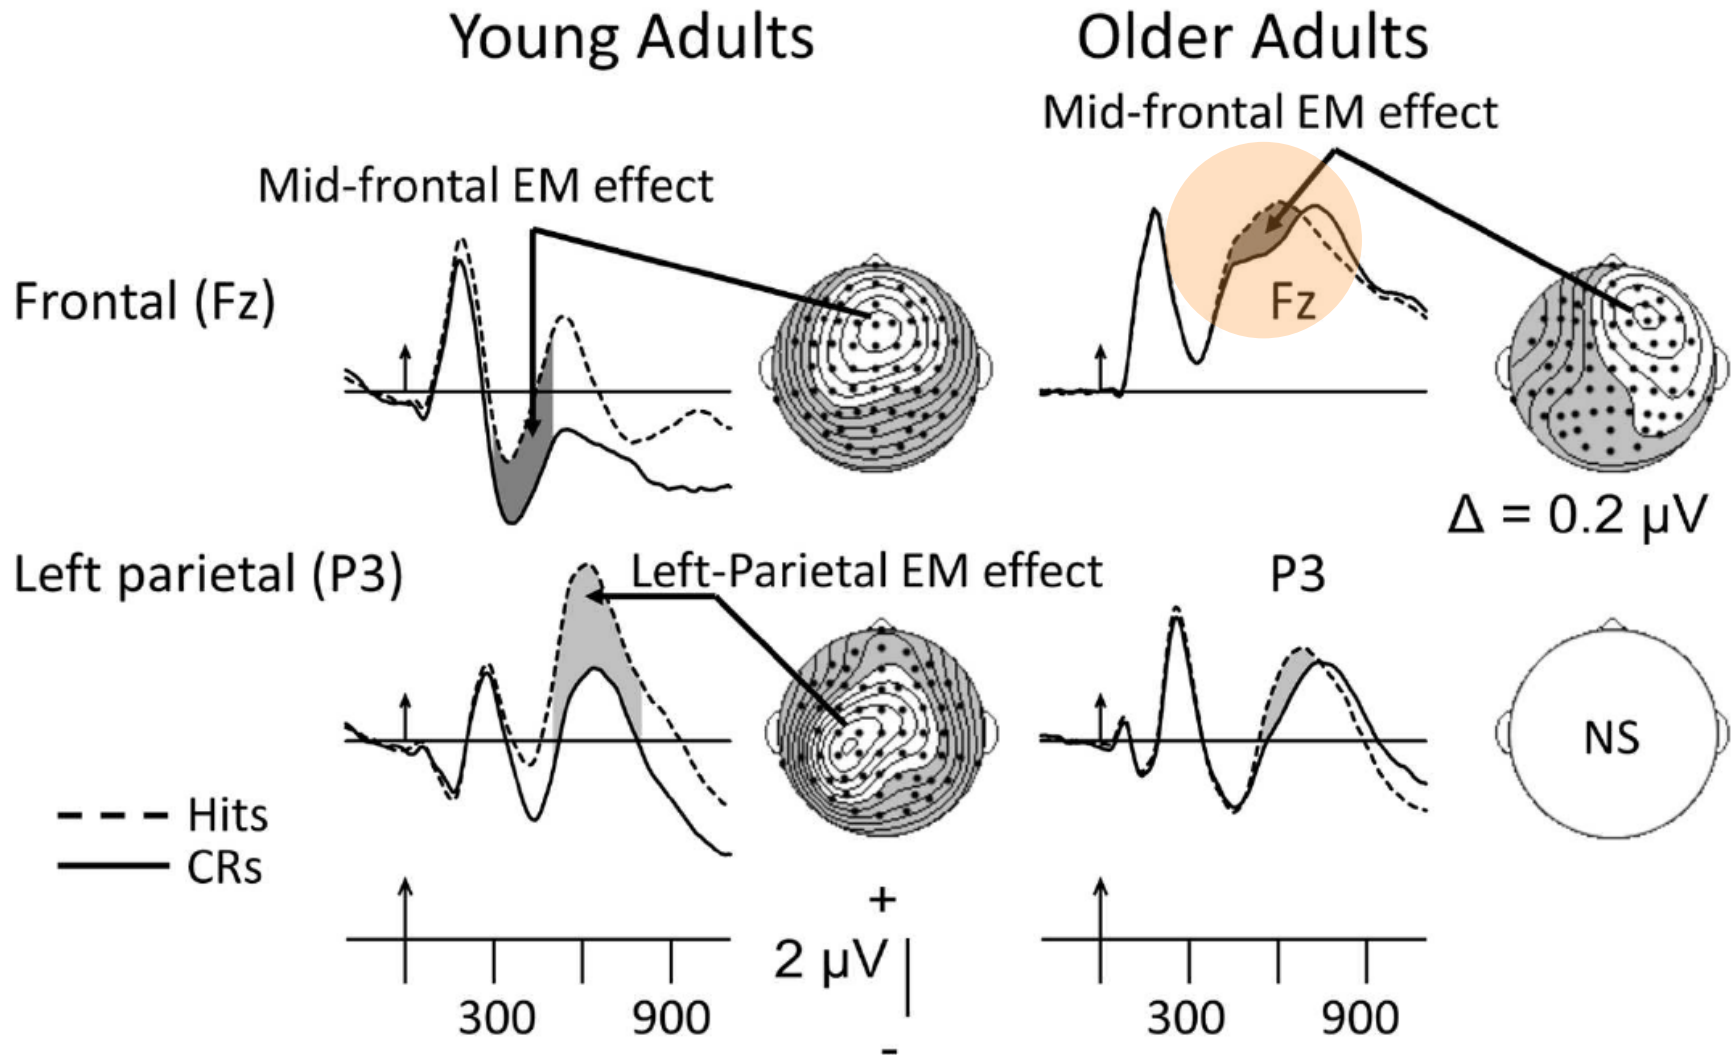 Young Adults
Older Adults
Mid-frontal EM effect
Mid-frontal EM effect
Frontal (Fz)
Fz
Δ = 0.2 µV
Left parietal (P3)
Left-Parietal EM effect
P3
NS
Hits
CRs
+
2 µV
-
300 900
300 900